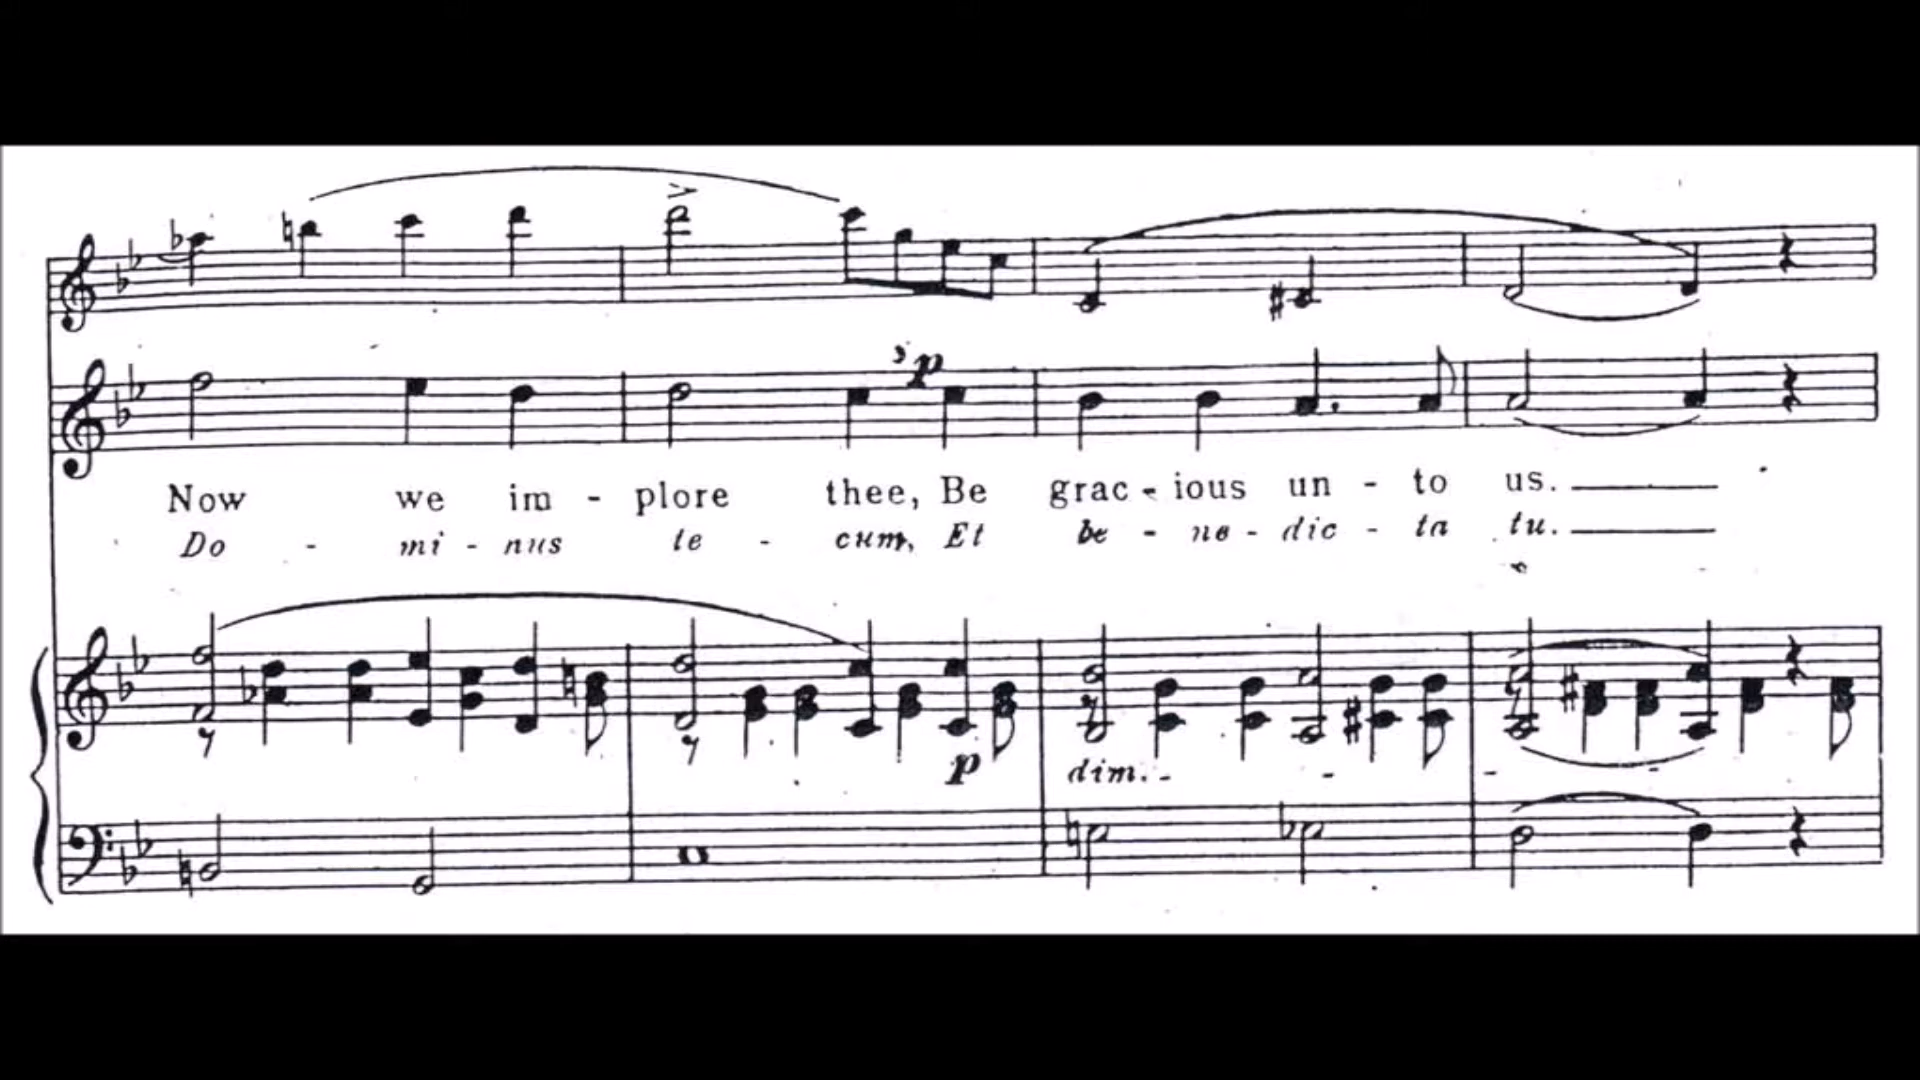 p
Now we im - plore thee, Be grac - ious un - to us.
Do - mi - nus te - cum, Et be - ne - dic - ta tu.
p dim. - - - -